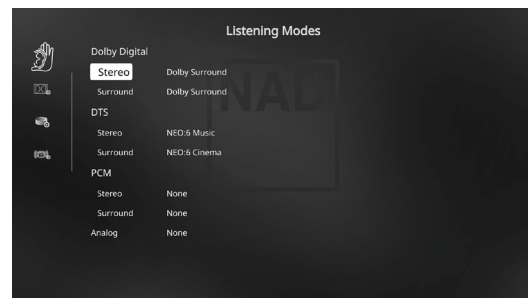 Listening Modes
Dolby Digital
Stereo Dolby Surround
Surround Dolby Surround
DTS
Stereo NEO:6 Music
Surround NEO:6 Cinema
PCM
Stereo None
Surround None
Analog None
NAD